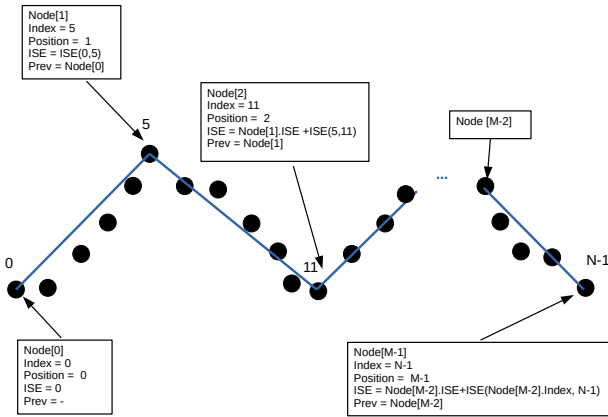 Node[1]
Index = 5
Position =  1
ISE = ISE(0,5)
Prev = Node[0]
5
Node[2]
Index = 11
Position =  2
ISE = Node[1].ISE +ISE(5,11)
Prev = Node[1]
Node [M-2]
...
0
11
N-1
Node[0]
Index = 0
Position =  0
ISE = 0
Prev = -
Node[M-1]
Index = N-1
Position =  M-1
ISE = Node[M-2].ISE+ISE(Node[M-2].Index, N-1)
Prev = Node[M-2]